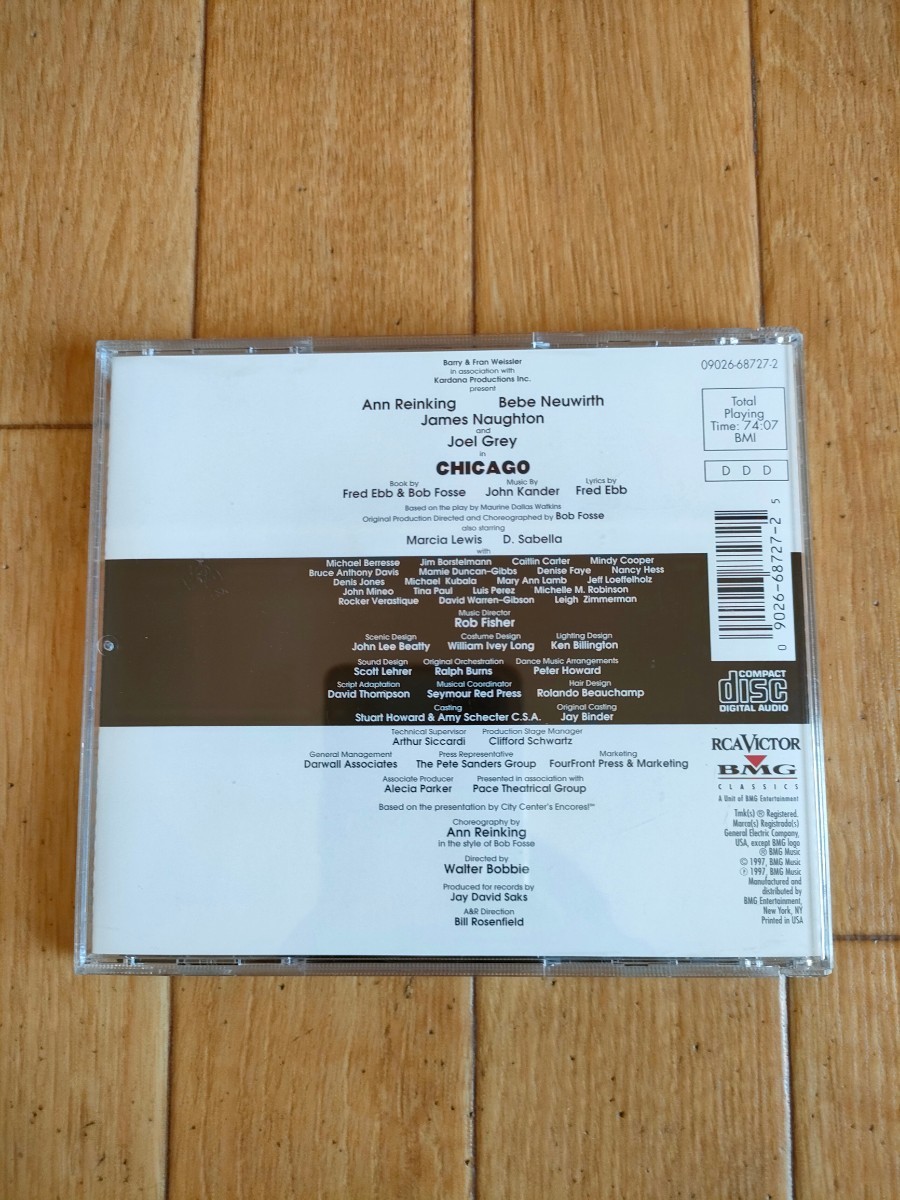 Barry & Fran Weissler
in association with
Kardana Productions Inc.
present
Ann Reinking Bebe Neuwirth
James Naughton
and
Joel Grey
in
CHICAGO
Book by Music By Lyrics by
Fred Ebb & Bob Fosse John Kander Fred Ebb
Based on the play by Maurine Dallas Watkins
Original Production Directed and Choreographed by Bob Fosse
also starring
Marcia Lewis D. Sabella
with
Michael Berresse Jim Borstelmann Caitlin Carter Mindy Cooper
Bruce Anthony Davis Mamie Duncan-Gibbs Denise Faye Nancy Hess
Denis Jones Michael Kubala Mary Ann Lamb Jeff Loeffelholz
John Mineo Tina Paul Luis Perez Michelle M. Robinson
Rocker Verastique David Warren-Gibson Leigh Zimmerman
Music Director
Rob Fisher
Scenic Design Costume Design Lighting Design
John Lee Beatty William Ivey Long Ken Billington
Sound Design Original Orchestration Dance Music Arrangements
Scott Lehrer Ralph Burns Peter Howard
Script Adaptation Musical Coordinator Hair Design
David Thompson Seymour Red Press Rolando Beauchamp
Casting Original Casting
Stuart Howard & Amy Schecter C.S.A. Jay Binder
Technical Supervisor Production Stage Manager
Arthur Siccardi Clifford Schwartz
General Management Press Representative Marketing
Darwall Associates The Pete Sanders Group FourFront Press & Marketing
Associate Producer Presented in association with
Alecia Parker Pace Theatrical Group
Based on the presentation by City Center's Encores!™
Choreography by
Ann Reinking
in the style of Bob Fosse
Directed by
Walter Bobbie
Produced for records by
Jay David Saks
A&R Direction
Bill Rosenfield
09026-68727-2
Total
Playing
Time: 74:07
BMI
D D D
0 9026-68727-2 5
COMPACT
disc
DIGITAL AUDIO
RCA VICTOR
BMG
CLASSICS
A Unit of BMG Entertainment
Tmk(s) ® Registered.
Marca(s) Registrada(s)
General Electric Company,
USA, except BMG logo
® BMG Music
© 1997, BMG Music
℗ 1997, BMG Music
Manufactured and
distributed by
BMG Entertainment,
New York, NY
Printed in USA